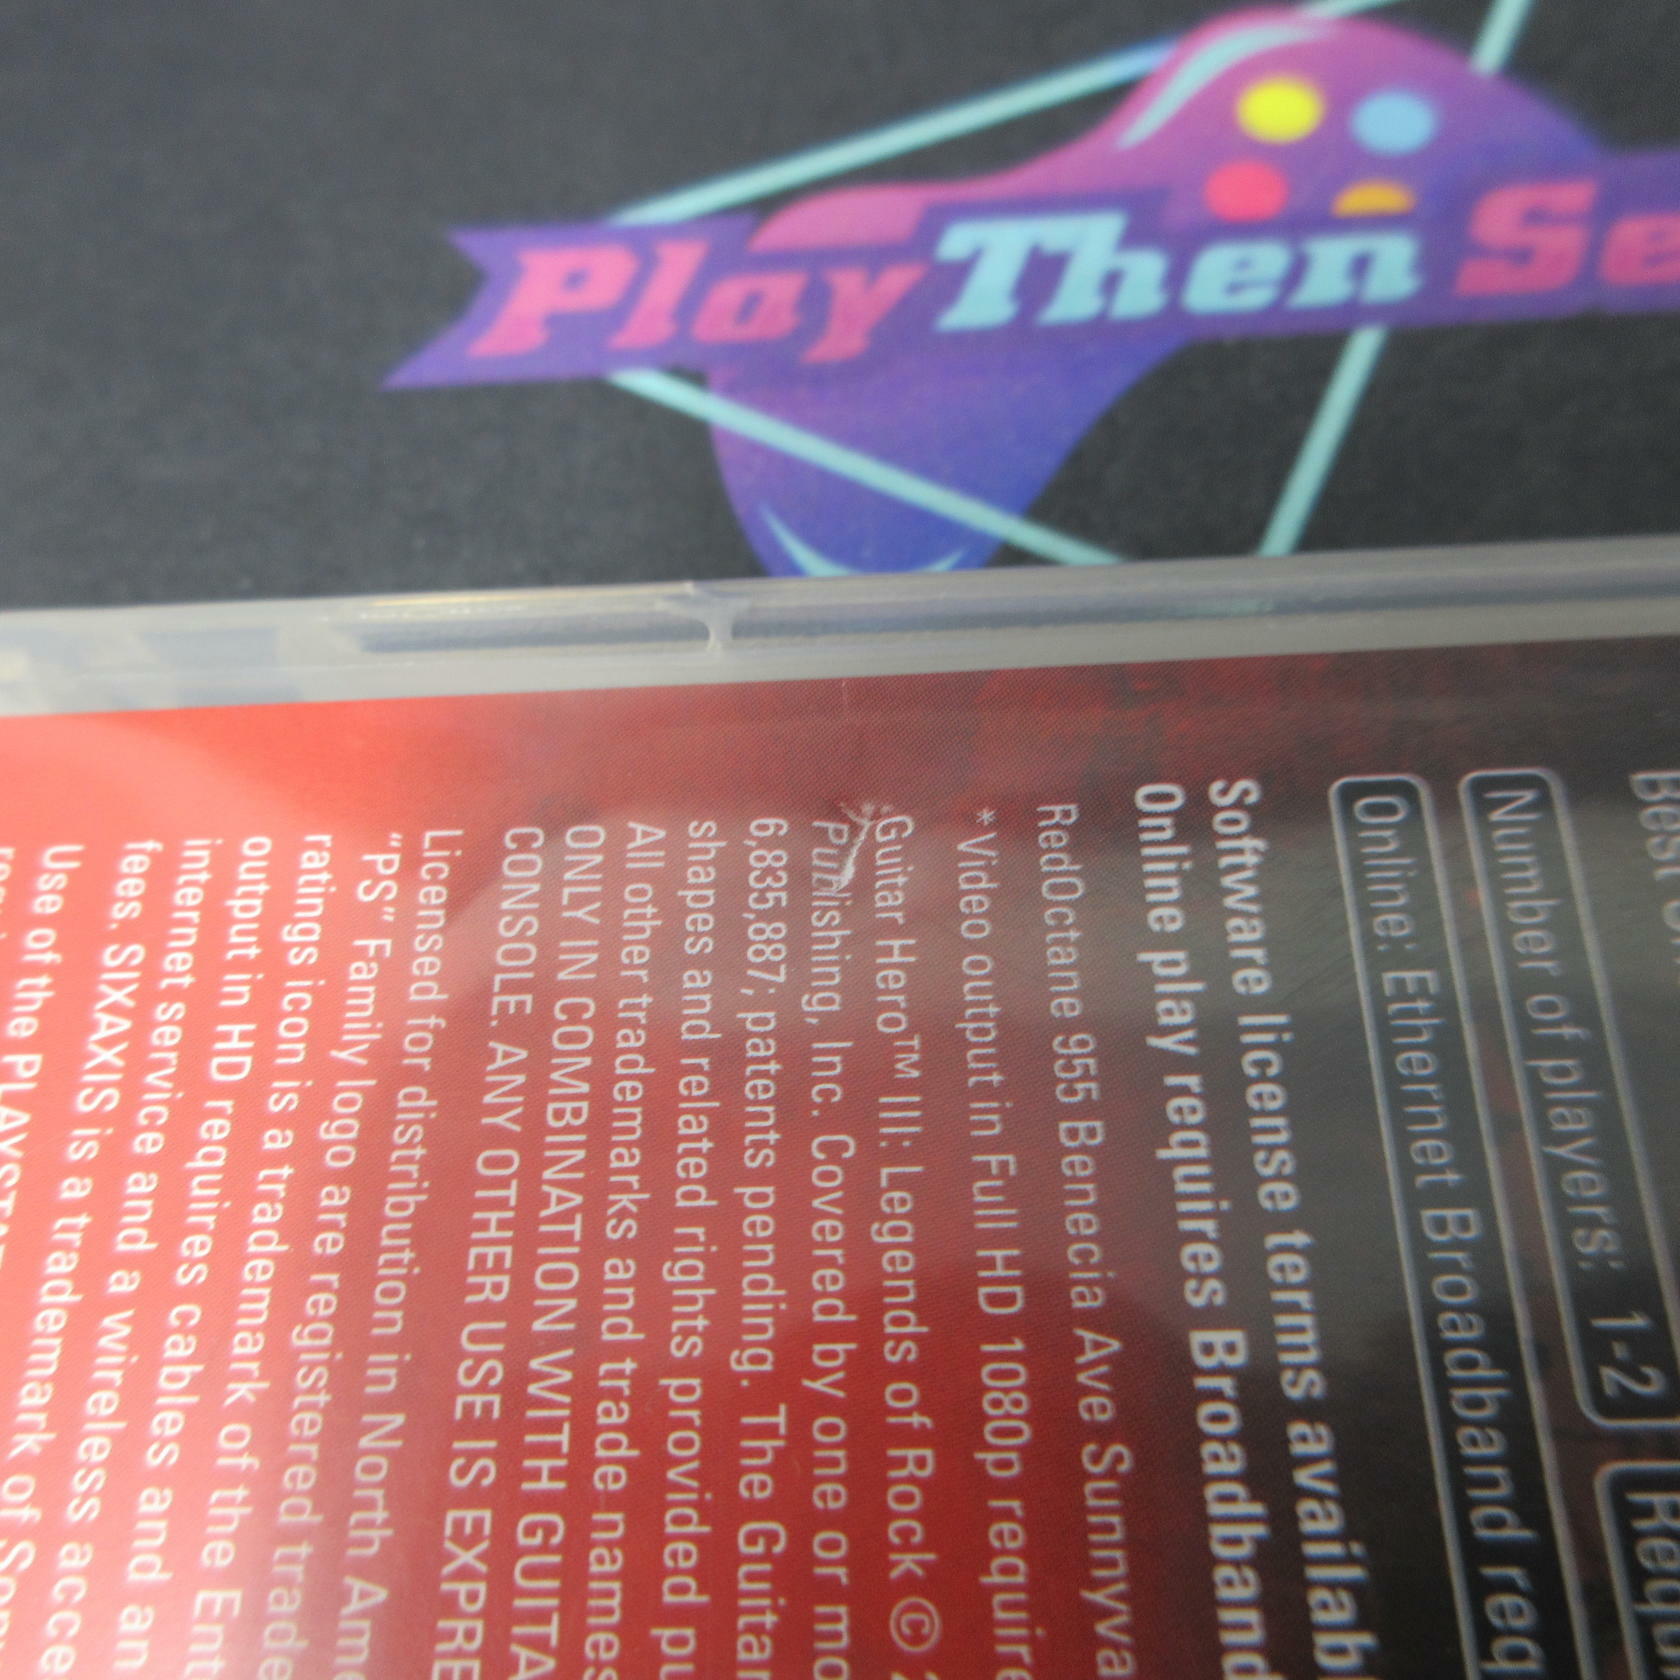 Play Then Se
Best
Number of players: 1-2
Requ
Online: Ethernet Broadband req
Software license terms availab
Online play requires Broadband
RedOctane 955 Benecia Ave Sunnyva
*Video output in Full HD 1080p require
Guitar Hero™ III: Legends of Rock © 2
Publishing, Inc. Covered by one or mo
6,835,887; patents pending. The Guitar
shapes and related rights provided pu
All other trademarks and trade names
ONLY IN COMBINATION WITH GUITA
CONSOLE. ANY OTHER USE IS EXPRE
Licensed for distribution in North Ame
"PS" Family logo are registered trade
ratings icon is a trademark of the Ent
output in HD requires cables and an
internet service and a wireless acce
fees. SIXAXIS is a trademark of Sony
Use of the PLAYSTAT